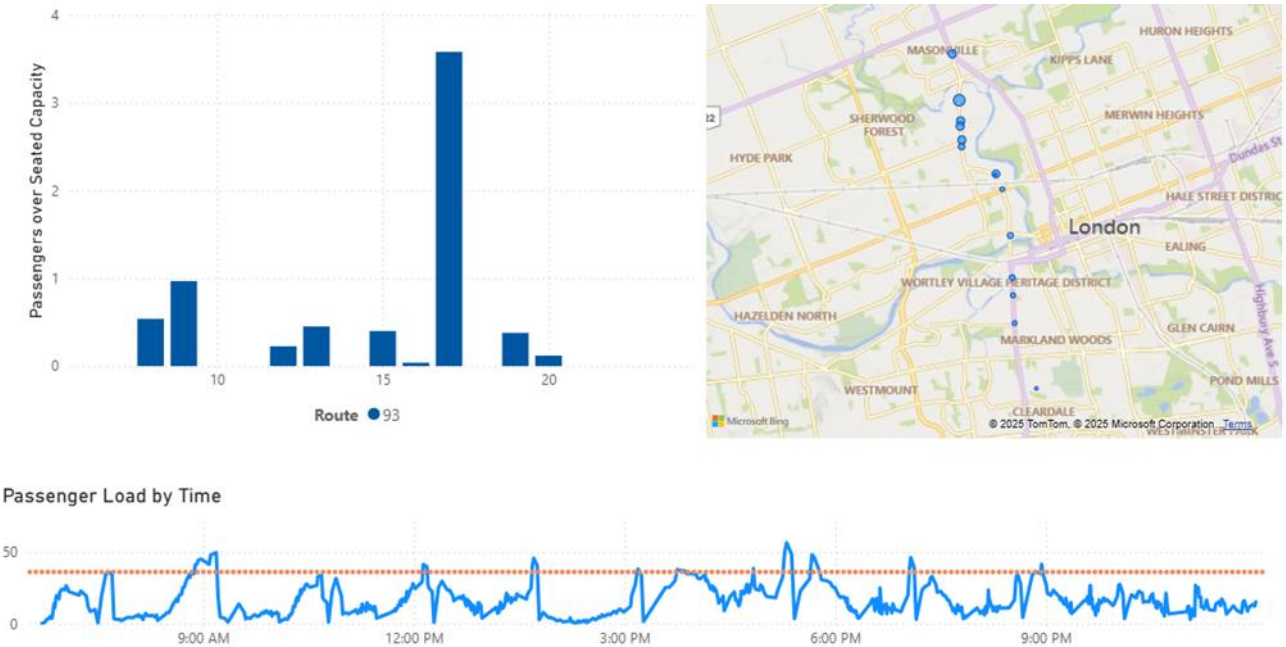 4
3
2
1
0
Passengers over Seated Capacity
10
15
20
Route 93
HURON HEIGHTS
MASONVILLE
KIPPS LANE
22
SHERWOOD
FOREST
MERWIN HEIGHTS
HYDE PARK
Dundas St
HALE STREET DISTRIC
London
EALING
WORTLEY VILLAGE HERITAGE DISTRICT
Highbury Ave S
HAZELDEN NORTH
GLEN CAIRN
MARKLAND WOODS
POND MILLS
WESTMOUNT
CLEARDALE
Microsoft Bing
© 2025 TomTom, © 2025 Microsoft Corporation Terms
WESTMINSTER PARK
Passenger Load by Time
50
0
9:00 AM
12:00 PM
3:00 PM
6:00 PM
9:00 PM